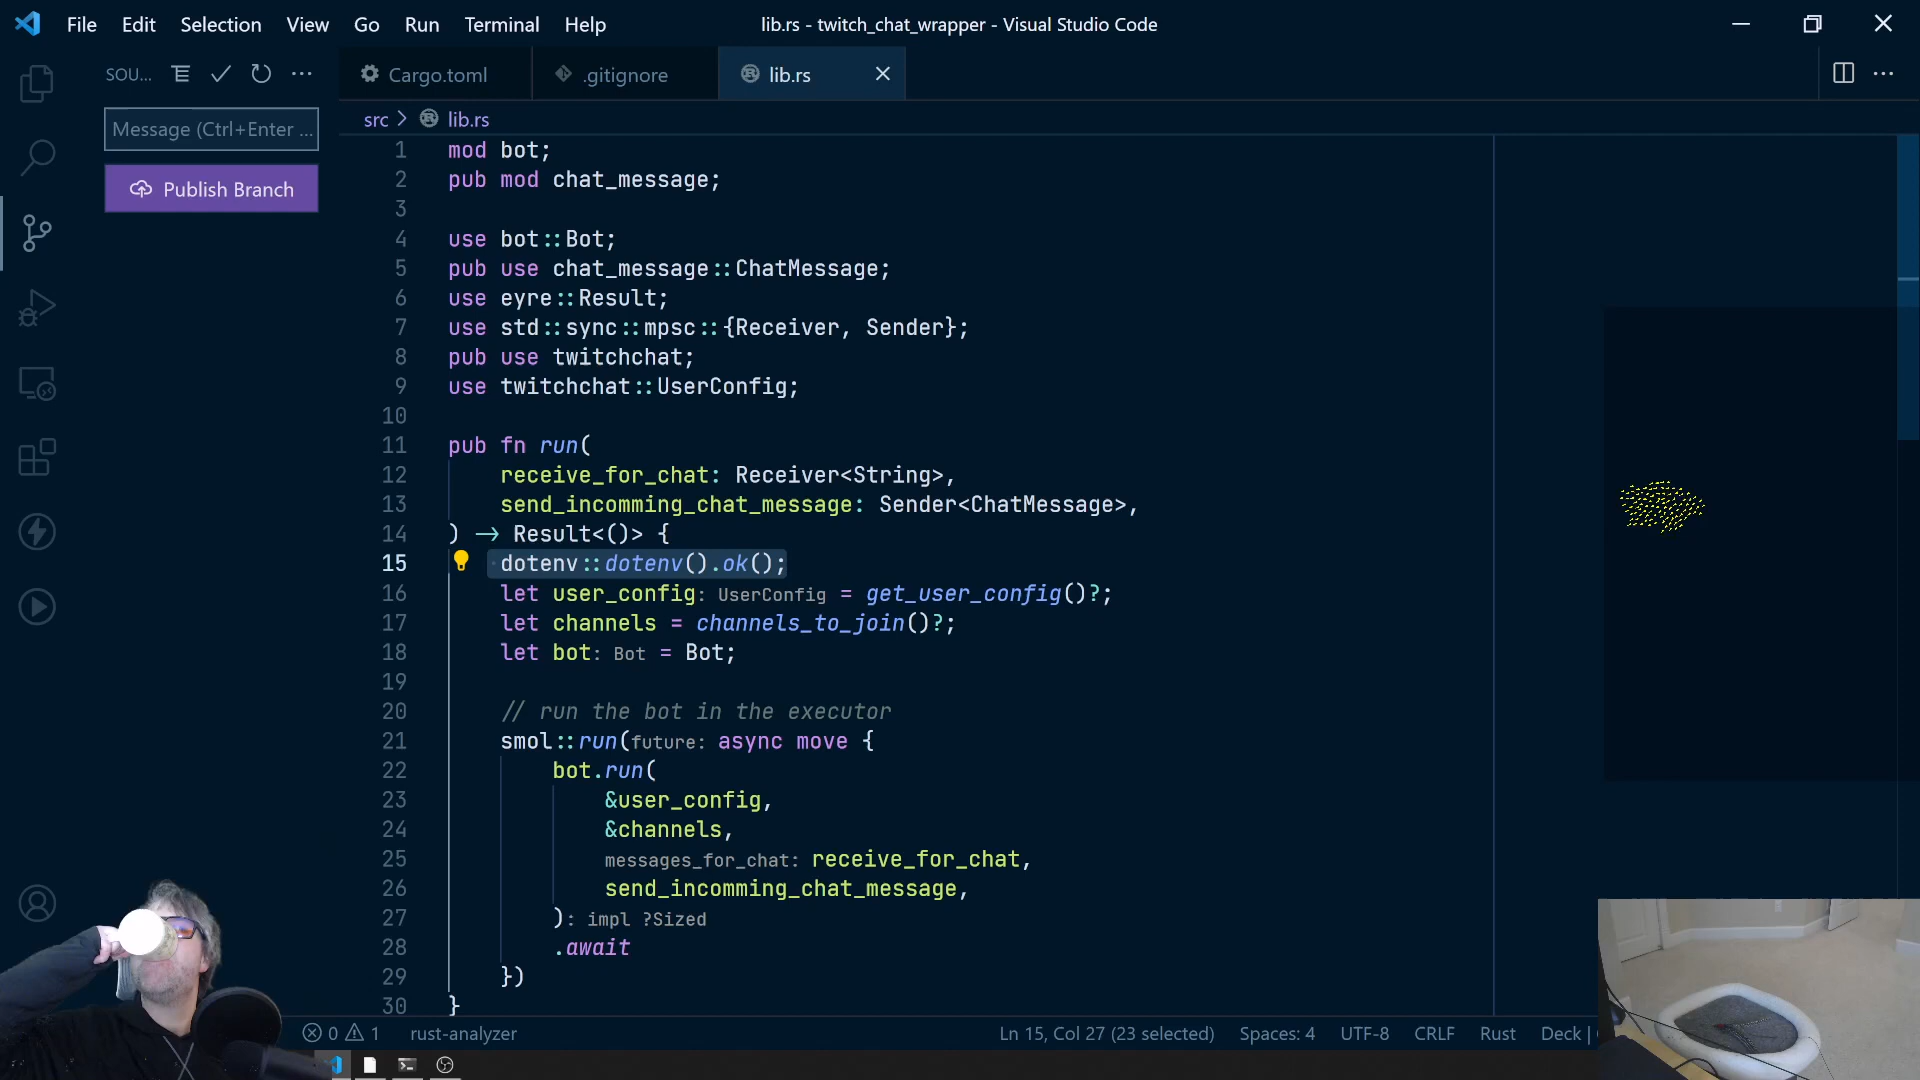 File Edit Selection View Go Run Terminal Help
lib.rs - twitch_chat_wrapper - Visual Studio Code
SOU...
Cargo.toml
.gitignore
lib.rs
Message (Ctrl+Enter ...
src > lib.rs
Publish Branch
1 mod bot;
2 pub mod chat_message;
3
4 use bot::Bot;
5 pub use chat_message::ChatMessage;
6 use eyre::Result;
7 use std::sync::mpsc::{Receiver, Sender};
8 pub use twitchchat;
9 use twitchchat::UserConfig;
10
11 pub fn run(
12 receive_for_chat: Receiver<String>,
13 send_incomming_chat_message: Sender<ChatMessage>,
14 ) -> Result<()> {
15 dotenv::dotenv().ok();
16 let user_config: UserConfig = get_user_config()?;
17 let channels = channels_to_join()?;
18 let bot: Bot = Bot;
19
20 // run the bot in the executor
21 smol::run(future: async move {
22 bot.run(
23 &user_config,
24 &channels,
25 messages_for_chat: receive_for_chat,
26 send_incomming_chat_message,
27 ): impl ?Sized
28 .await
29 })
30 }
0 1 rust-analyzer Ln 15, Col 27 (23 selected) Spaces: 4 UTF-8 CRLF Rust Deck |